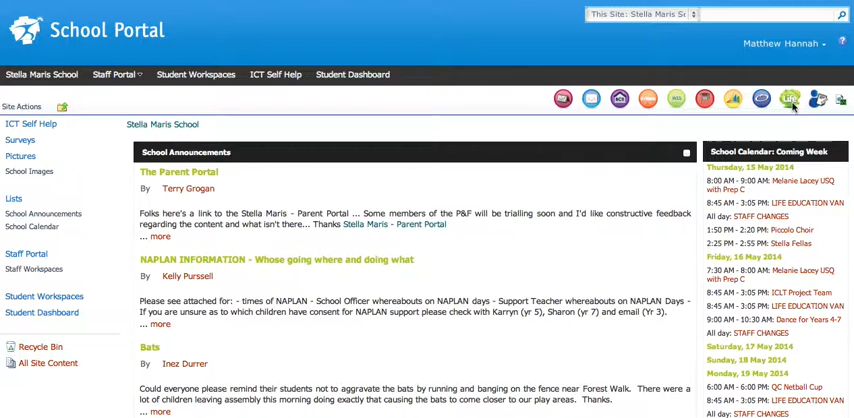 School Portal
This Site: Stella Maris Sc
Matthew Hannah
Stella Maris School
Staff Portal
Student Workspaces
ICT Self Help
Student Dashboard
Site Actions
Life
ICT Self Help
Surveys
Pictures
School Images
Lists
School Announcements
School Calendar
Staff Portal
Staff Workspaces
Student Workspaces
Student Dashboard
Recycle Bin
All Site Content
Stella Maris School
School Announcements
The Parent Portal
By Terry Grogan
Folks here's a link to the Stella Maris - Parent Portal ... Some members of the P&F will be trialling soon and I'd like constructive feedback
regarding the content and what isn't there... Thanks Stella Maris - Parent Portal
... more
NAPLAN INFORMATION - Whose going where and doing what
By Kelly Purssell
Please see attached for: - times of NAPLAN - School Officer whereabouts on NAPLAN days - Support Teacher whereabouts on NAPLAN Days -
If you are unsure as to which children have consent for NAPLAN support please check with Karryn (yr 5), Sharon (yr 7) and email (Yr 3).
... more
Bats
By Inez Durrer
Could everyone please remind their students not to aggravate the bats by running and banging on the fence near Forest Walk. There were a
lot of children leaving assembly this morning doing exactly that causing the bats to come closer to our play areas. Thanks.
... more
School Calendar: Coming Week
Thursday, 15 May 2014
8:00 AM - 9:00 AM: Melanie Lacey USQ
with Prep C
8:45 AM - 3:05 PM: LIFE EDUCATION VAN
All day: STAFF CHANGES
1:50 PM - 2:20 PM: Piccolo Choir
2:25 PM - 2:55 PM: Stella Fellas
Friday, 16 May 2014
7:30 AM - 8:00 AM: Melanie Lacey USQ
with Prep C
8:45 AM - 3:05 PM: ICLT Project Team
8:45 AM - 3:05 PM: LIFE EDUCATION VAN
9:00 AM - 10:30 AM: Dance for Years 4-7
All day: STAFF CHANGES
Saturday, 17 May 2014
Sunday, 18 May 2014
Monday, 19 May 2014
6:00 AM - 6:00 PM: QC Netball Cup
8:45 AM - 3:05 PM: LIFE EDUCATION VAN
All day: STAFF CHANGES